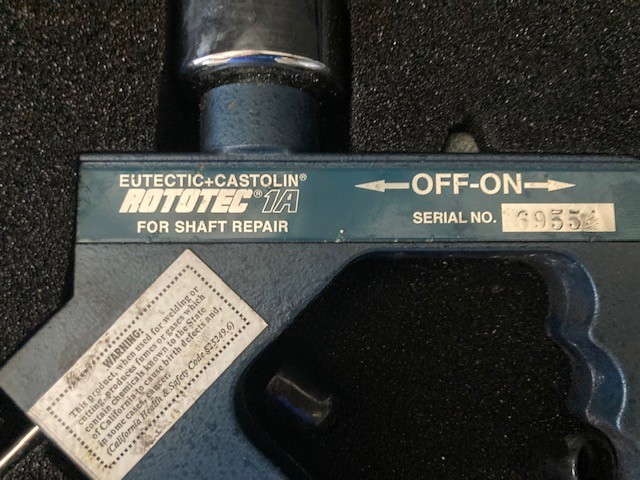 EUTECTIC+CASTOLIN®
ROTOTEC® 1A
FOR SHAFT REPAIR
←OFF-ON→
SERIAL NO. 69554
WARNING:
This product, when used for welding or
cutting, produces fumes or gases which
contain chemicals known to the State
of California to cause birth defects and,
in some cases, cancer.
(California Health & Safety Code §25249.6)